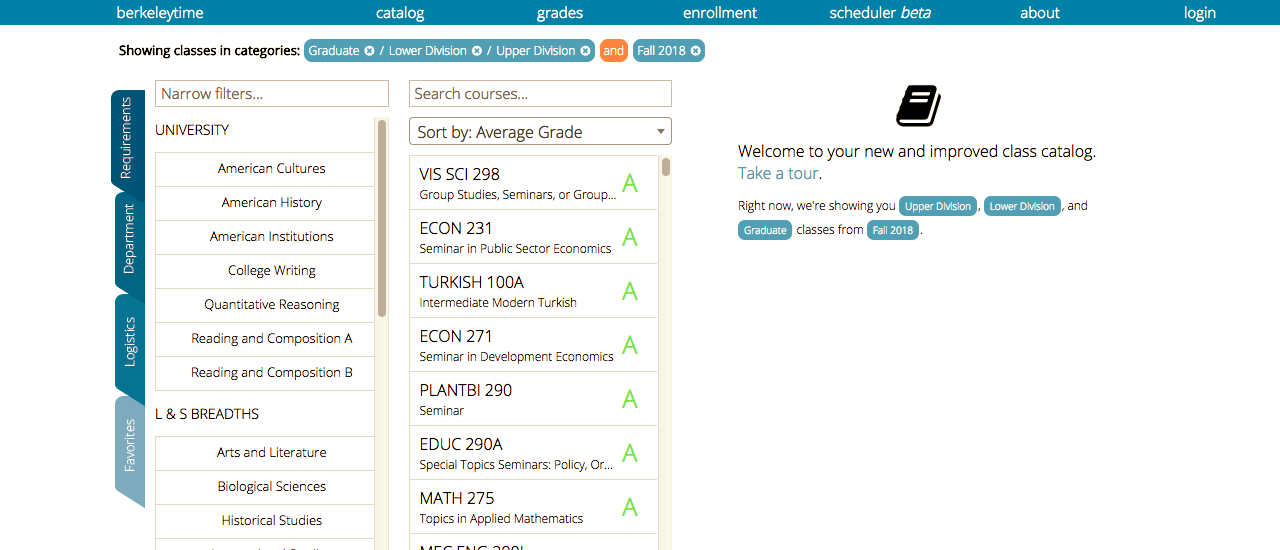 berkeleytime catalog grades enrollment scheduler beta about login
Showing classes in categories: Graduate / Lower Division / Upper Division and Fall 2018
Requirements
Department
Logistics
Favorites
Narrow filters...
UNIVERSITY
American Cultures
American History
American Institutions
College Writing
Quantitative Reasoning
Reading and Composition A
Reading and Composition B
L & S BREADTHS
Arts and Literature
Biological Sciences
Historical Studies
Search courses...
Sort by: Average Grade
VIS SCI 298
Group Studies, Seminars, or Group...
A
ECON 231
Seminar in Public Sector Economics
A
TURKISH 100A
Intermediate Modern Turkish
A
ECON 271
Seminar in Development Economics
A
PLANTBI 290
Seminar
A
EDUC 290A
Special Topics Seminars: Policy, Or...
A
MATH 275
Topics in Applied Mathematics
A
Welcome to your new and improved class catalog.
Take a tour.
Right now, we're showing you Upper Division, Lower Division, and
Graduate classes from Fall 2018.